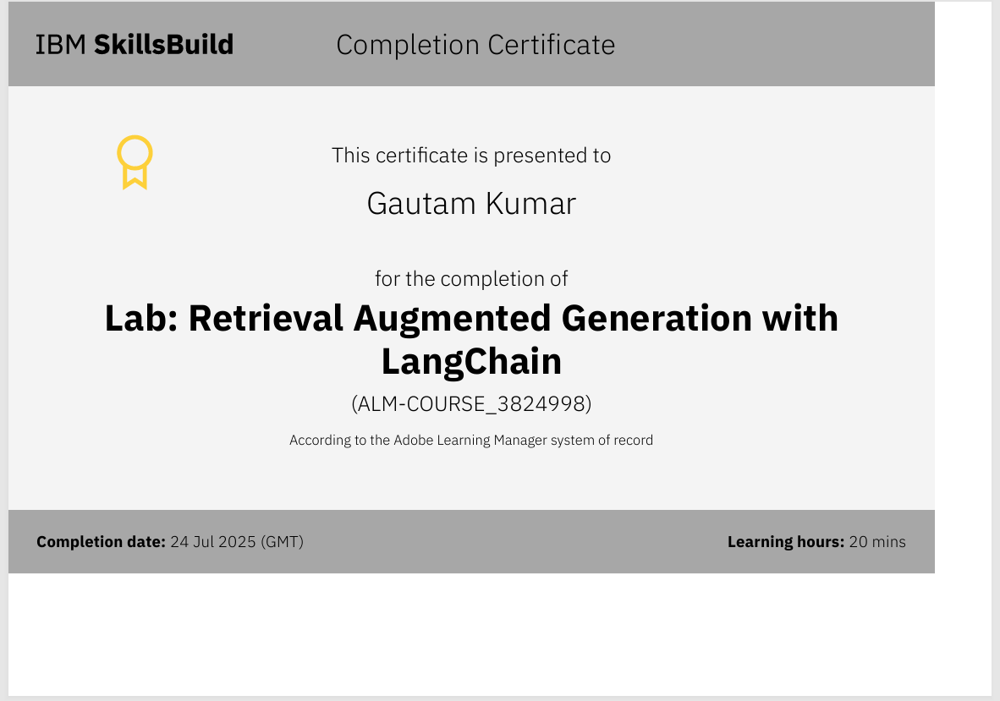 IBM SkillsBuild
Completion Certificate
This certificate is presented to
Gautam Kumar
for the completion of
Lab: Retrieval Augmented Generation with
LangChain
(ALM-COURSE_3824998)
According to the Adobe Learning Manager system of record
Completion date: 24 Jul 2025 (GMT)
Learning hours: 20 mins